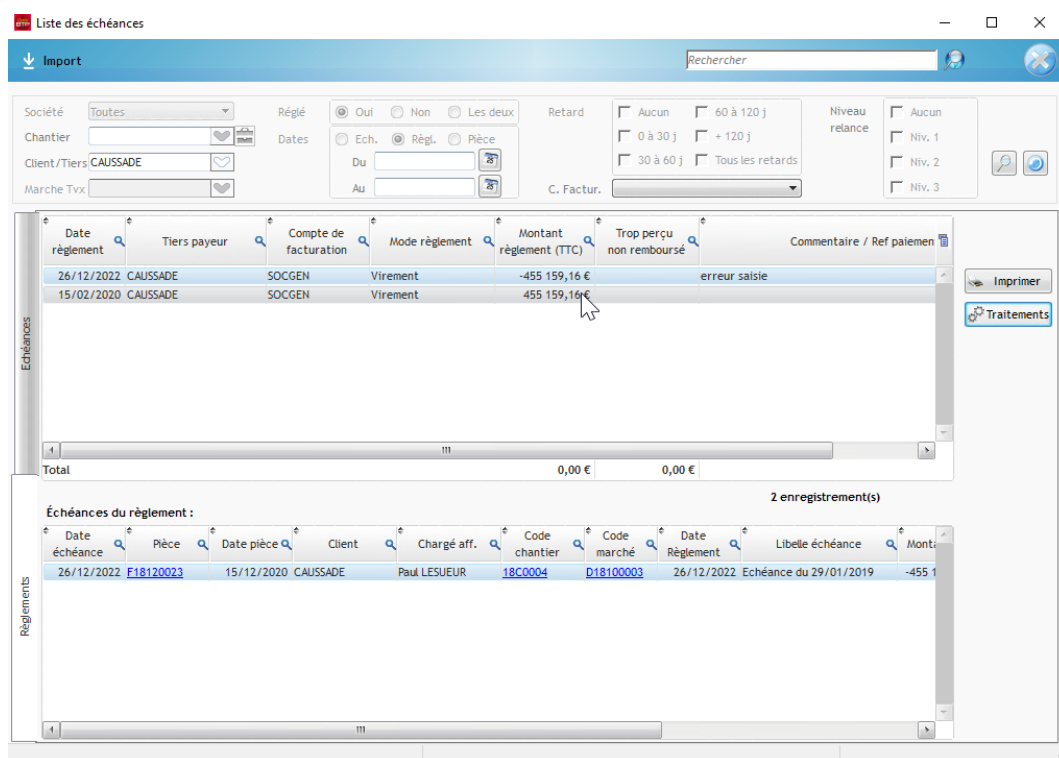 Liste des échéances
Import
Rechercher
Société Toutes Réglé Oui Non Les deux Retard Aucun 60 à 120 j Niveau relance Aucun
Chantier Dates Ech. Règl. Pièce 0 à 30 j + 120 j Niv. 1
Client/Tiers CAUSSADE Du 30 à 60 j Tous les retards Niv. 2
Marche Tvx Au C. Factur. Niv. 3
Echéances
Date règlement Tiers payeur Compte de facturation Mode règlement Montant règlement (TTC) Trop perçu non remboursé Commentaire / Ref paiemen
26/12/2022 CAUSSADE SOCGEN Virement -455 159,16 € erreur saisie
15/02/2020 CAUSSADE SOCGEN Virement 455 159,16 €
Imprimer
Traitements
Total 0,00 € 0,00 €
2 enregistrement(s)
Règlements
Échéances du règlement :
Date échéance Pièce Date pièce Client Chargé aff. Code chantier Code marché Date Règlement Libelle échéance Monta
26/12/2022 F18120023 15/12/2020 CAUSSADE Paul LESUEUR 18C0004 D18100003 26/12/2022 Echéance du 29/01/2019 -455 1